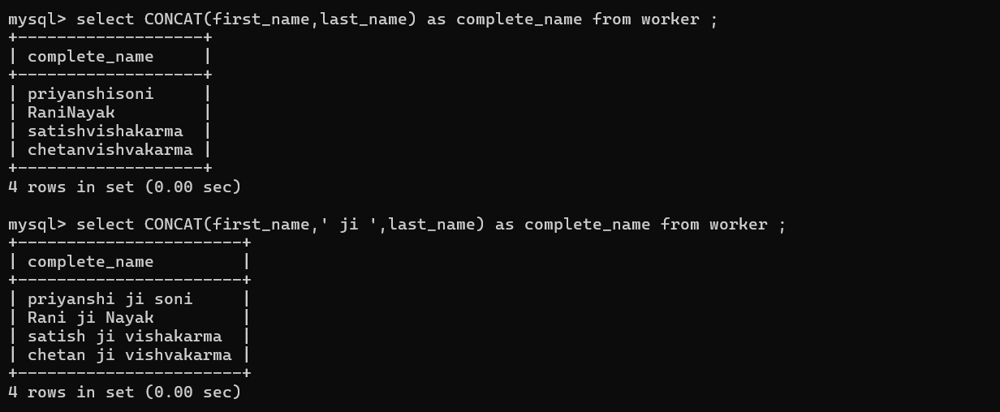 mysql> select CONCAT(first_name,last_name) as complete_name from worker ;
+-------------------+
| complete_name     |
+-------------------+
| priyanshisoni     |
| RaniNayak         |
| satishvishakarma  |
| chetanvishvakarma |
+-------------------+
4 rows in set (0.00 sec)

mysql> select CONCAT(first_name,' ji ',last_name) as complete_name from worker ;
+-----------------------+
| complete_name         |
+-----------------------+
| priyanshi ji soni     |
| Rani ji Nayak         |
| satish ji vishakarma  |
| chetan ji vishvakarma |
+-----------------------+
4 rows in set (0.00 sec)